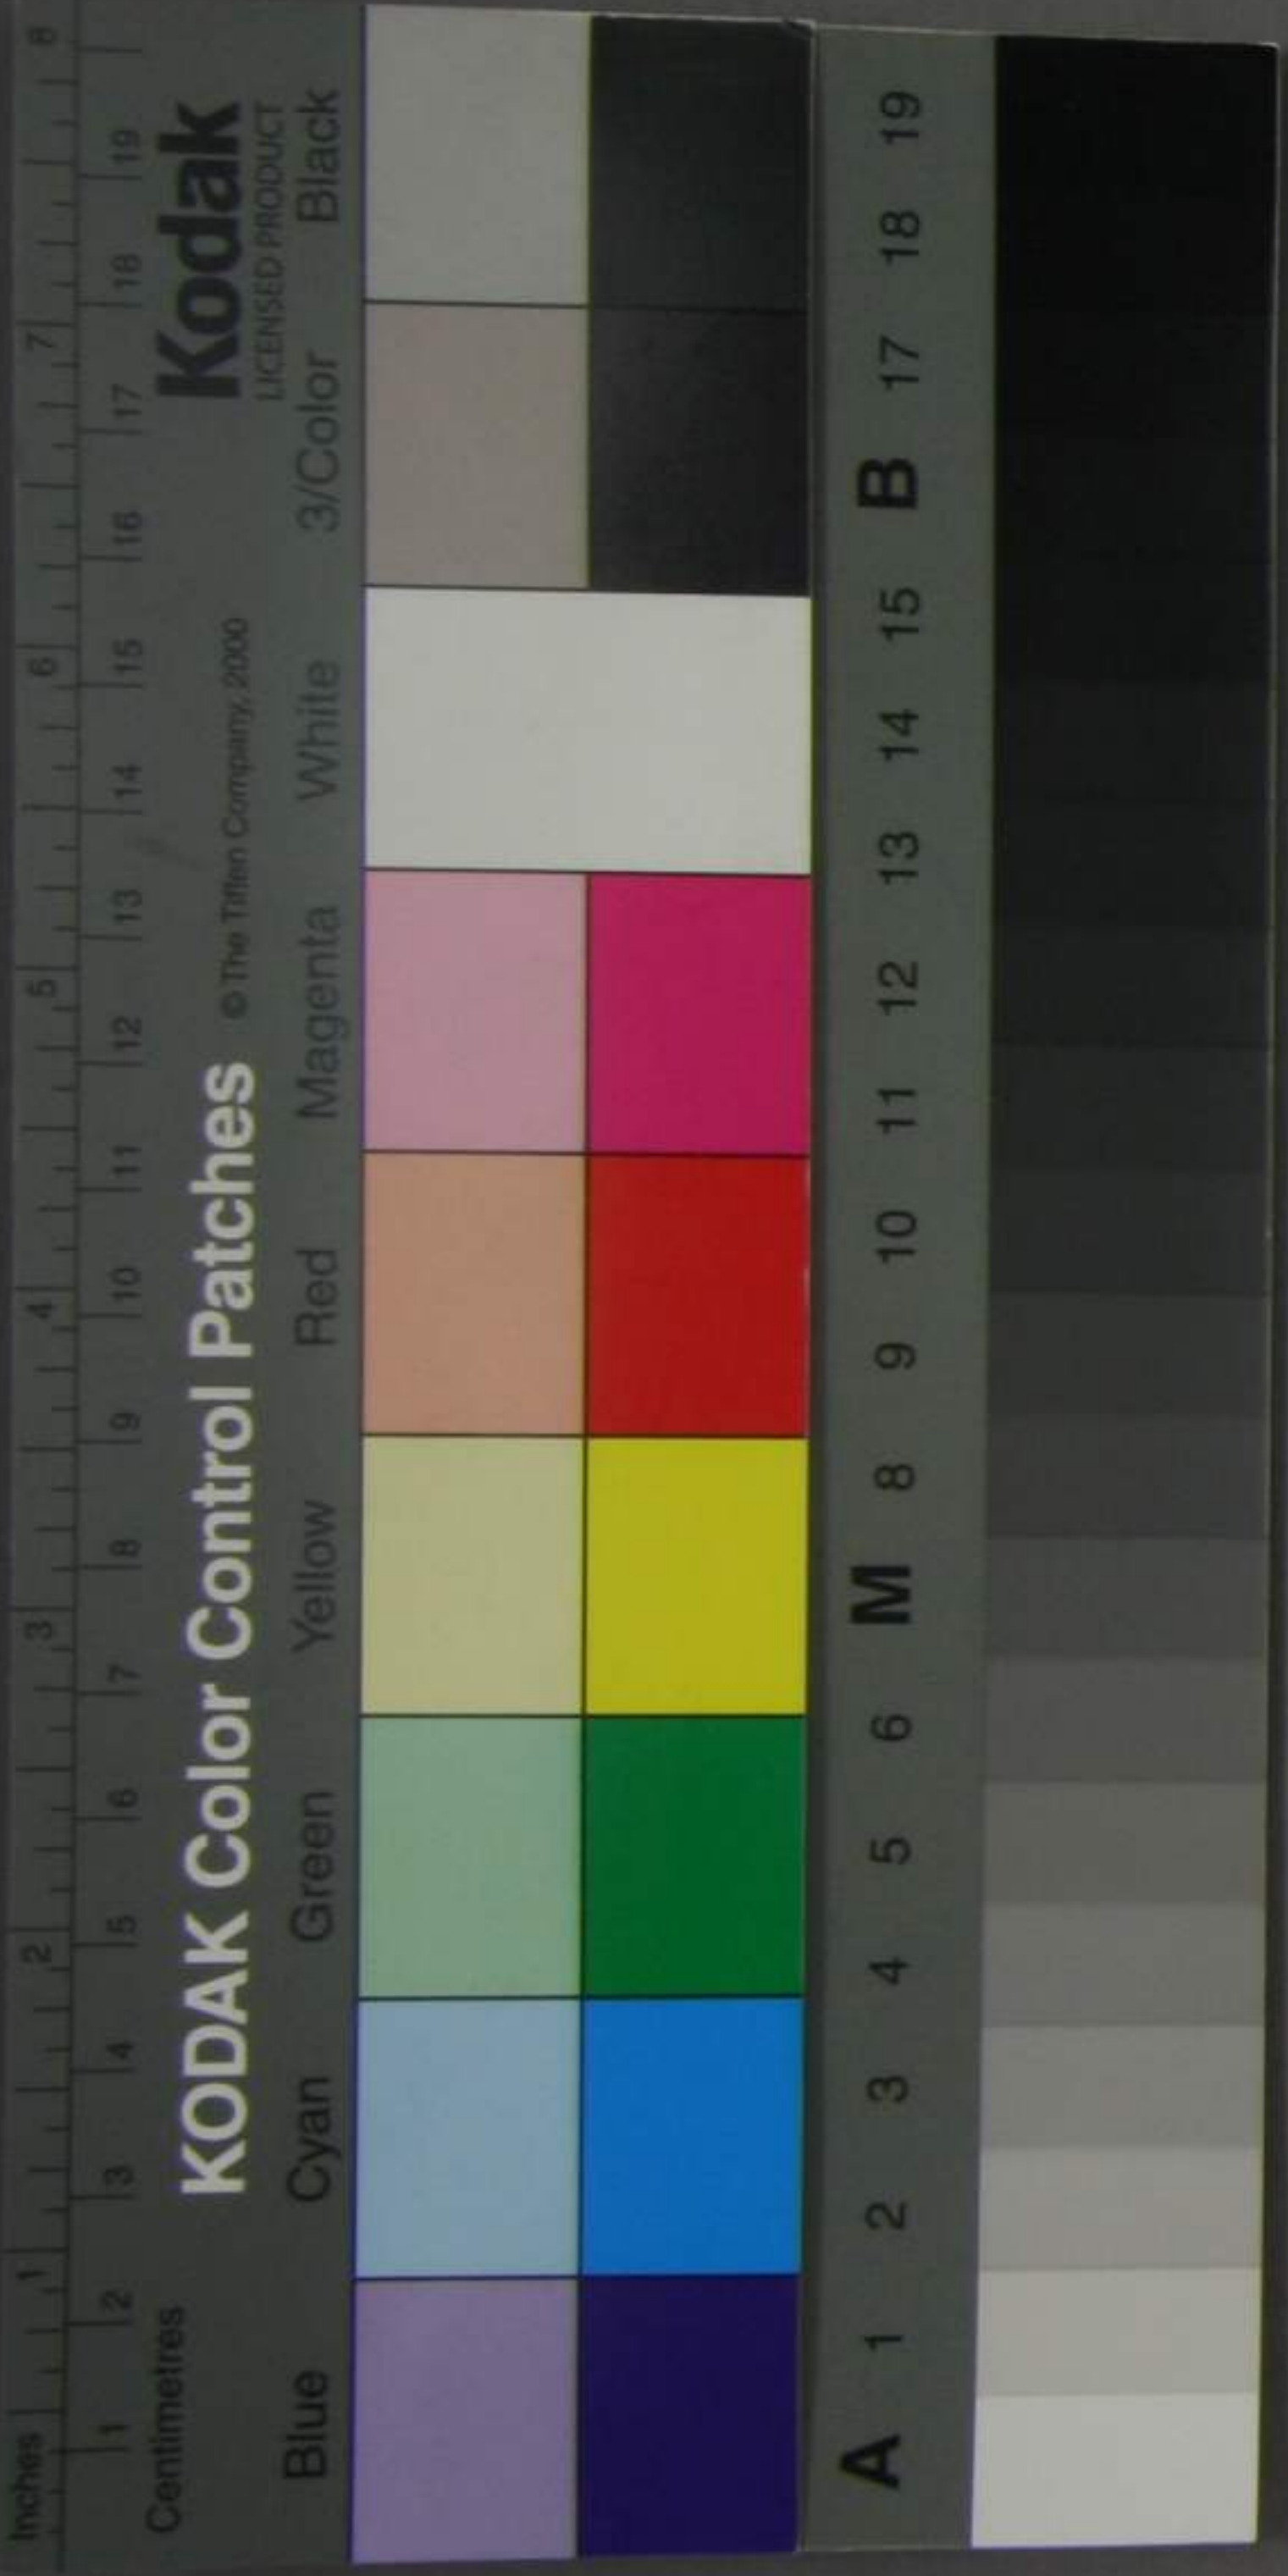 Inches 1 2 3 4 5 6 7 8
Centimetres 1 2 3 4 5 6 7 8 9 10 11 12 13 14 15 16 17 18 19
KODAK Color Control Patches © The Tiffen Company, 2000 Kodak
LICENSED PRODUCT
Blue Cyan Green Yellow Red Magenta White 3/Color Black
A 1 2 3 4 5 6 M 8 9 10 11 12 13 14 15 B 17 18 19